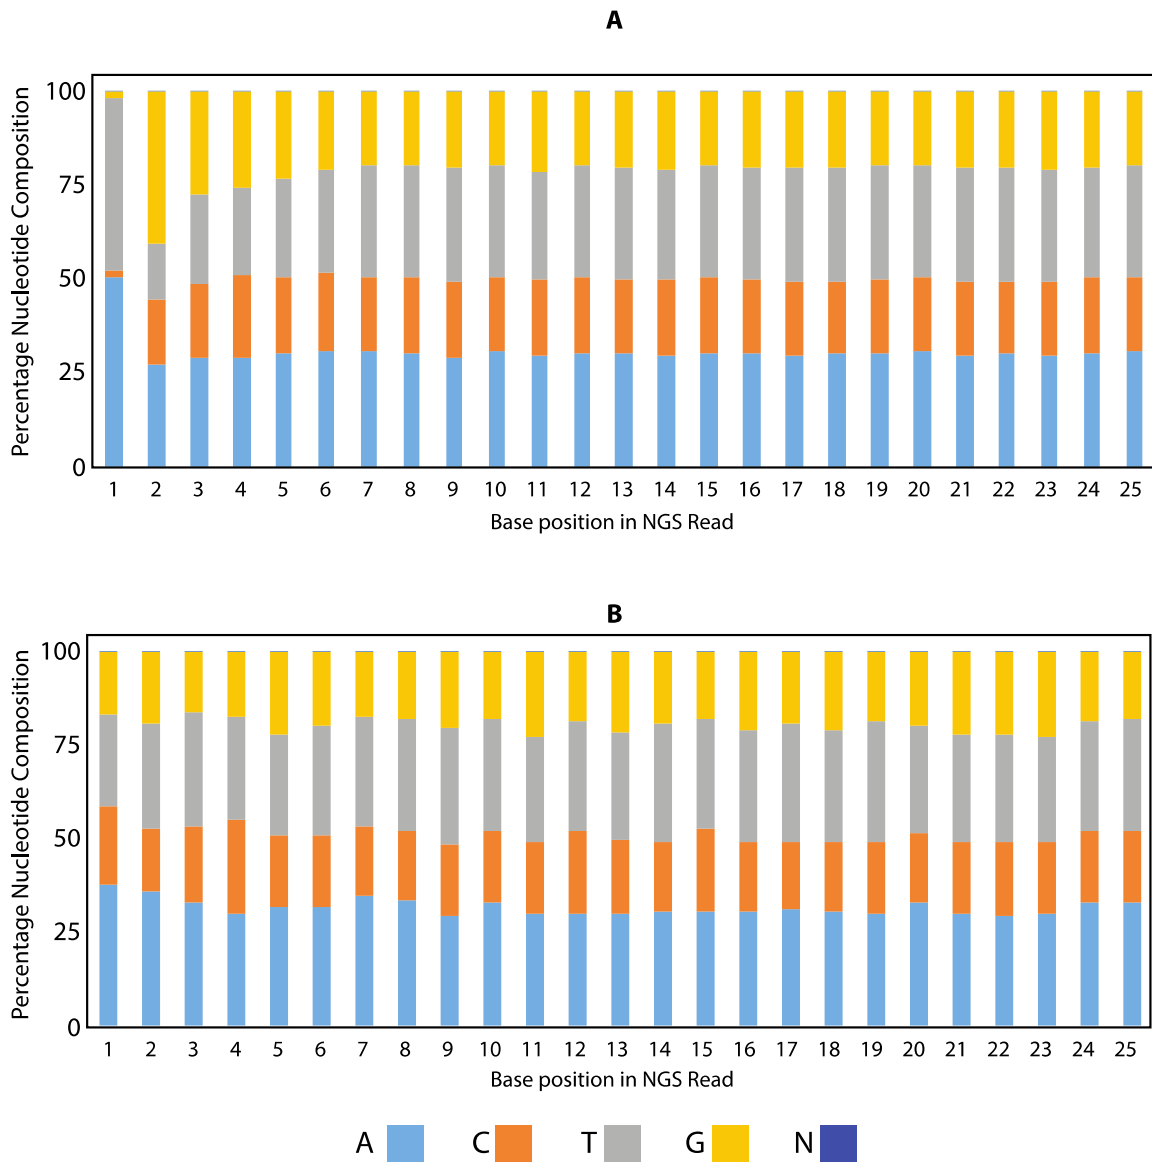 A
Percentage Nucleotide Composition
100
75
50
25
0
1 2 3 4 5 6 7 8 9 10 11 12 13 14 15 16 17 18 19 20 21 22 23 24 25
Base position in NGS Read
B
Percentage Nucleotide Composition
100
75
50
25
0
1 2 3 4 5 6 7 8 9 10 11 12 13 14 15 16 17 18 19 20 21 22 23 24 25
Base position in NGS Read
A C T G N